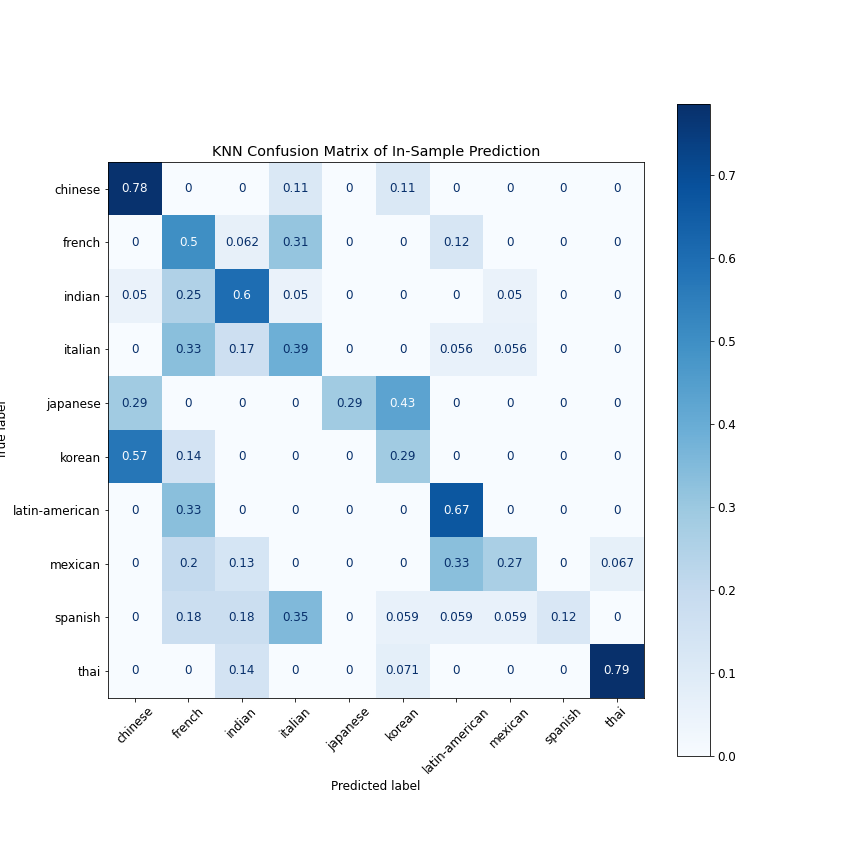 KNN Confusion Matrix of In-Sample Prediction
chinese 0.78 0 0 0.11 0 0.11 0 0 0 0
french 0 0.5 0.062 0.31 0 0 0.12 0 0 0
indian 0.05 0.25 0.6 0.05 0 0 0 0.05 0 0
italian 0 0.33 0.17 0.39 0 0 0.056 0.056 0 0
japanese 0.29 0 0 0 0.29 0.43 0 0 0 0
korean 0.57 0.14 0 0 0 0.29 0 0 0 0
latin-american 0 0.33 0 0 0 0 0.67 0 0 0
mexican 0 0.2 0.13 0 0 0 0.33 0.27 0 0.067
spanish 0 0.18 0.18 0.35 0 0.059 0.059 0.059 0.12 0
thai 0 0 0.14 0 0 0.071 0 0 0 0.79
chinese french indian italian japanese korean latin-american mexican spanish thai
Predicted label
0.7
0.6
0.5
0.4
0.3
0.2
0.1
0.0